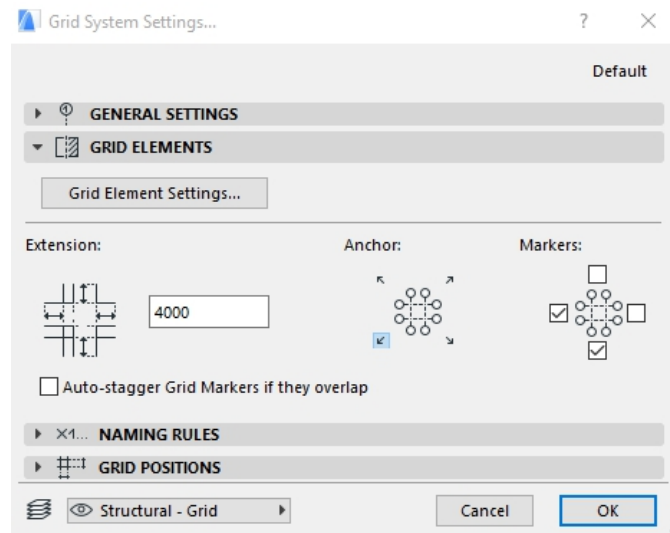 Grid System Settings...
?
Default
GENERAL SETTINGS
GRID ELEMENTS
Grid Element Settings...
Extension:
Anchor:
Markers:
4000
Auto-stagger Grid Markers if they overlap
X1... NAMING RULES
GRID POSITIONS
Structural - Grid
Cancel
OK